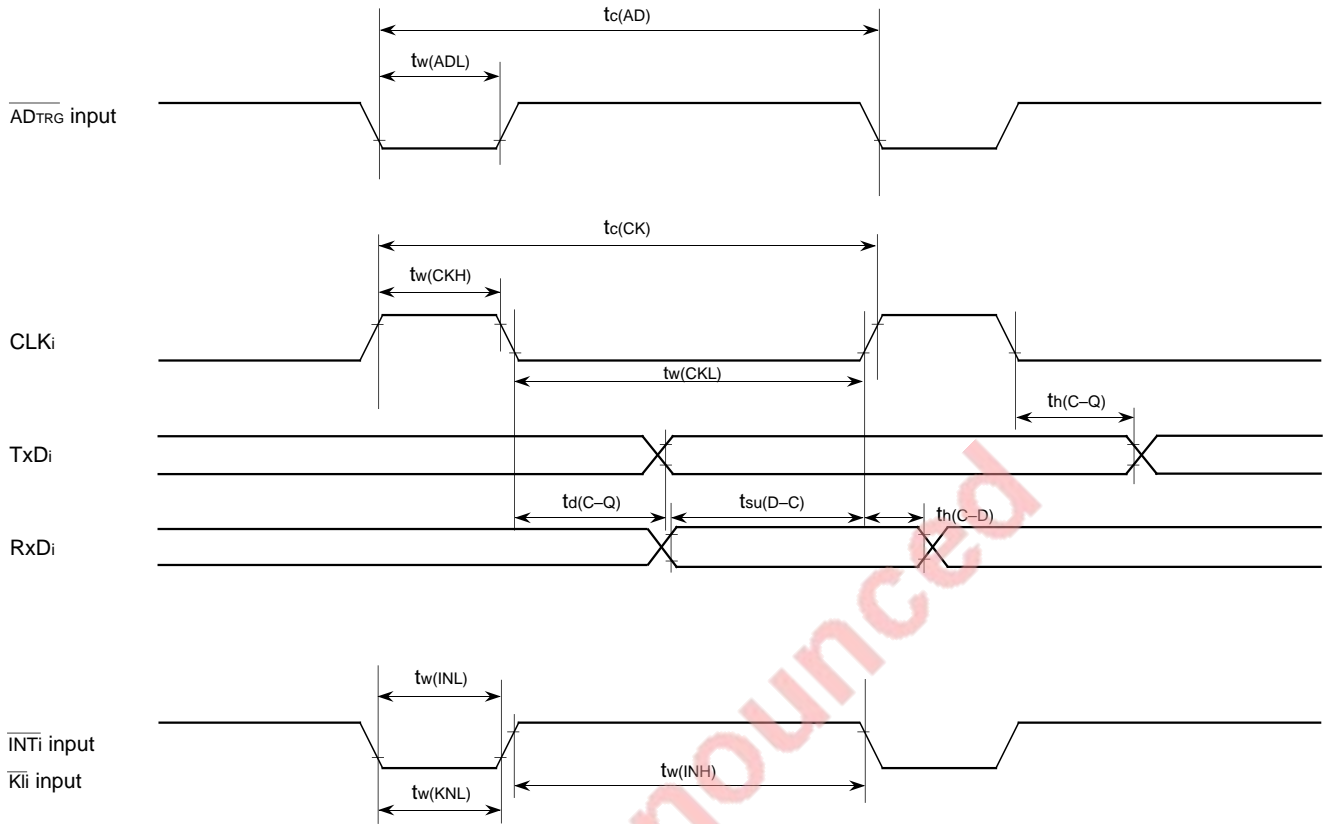 tc(AD)
tw(ADL)
ADTRG input
tc(CK)
tw(CKH)
CLKi
tw(CKL)
th(C–Q)
TxDi
td(C–Q)
tsu(D–C)
th(C–D)
RxDi
tw(INL)
INTi input
KIi input
tw(INH)
tw(KNL)
nounced